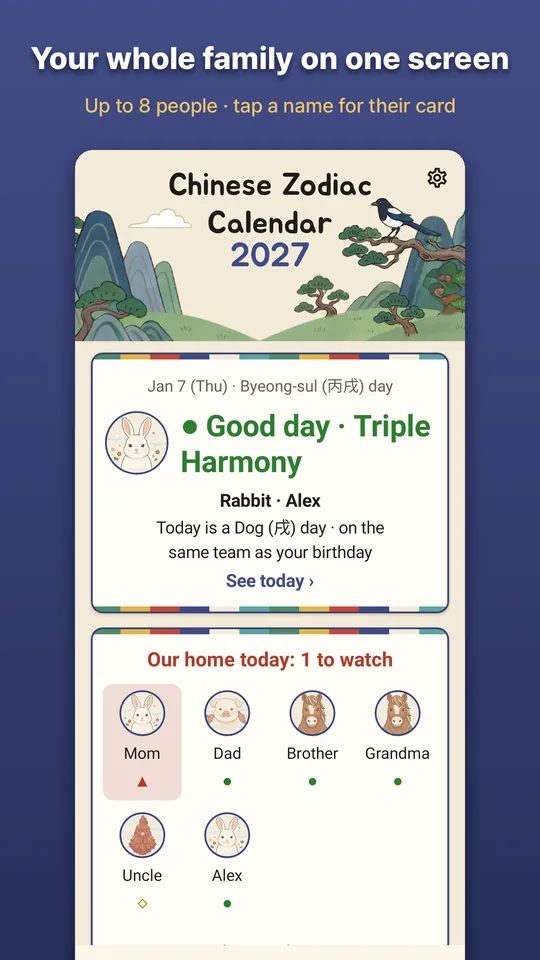 Your whole family on one screen
Up to 8 people · tap a name for their card
Chinese Zodiac
Calendar
2027
Jan 7 (Thu) · Byeong-sul (丙戌) day
● Good day · Triple
Harmony
Rabbit · Alex
Today is a Dog (戌) day · on the
same team as your birthday
See today ›
Our home today: 1 to watch
Mom
Dad
Brother
Grandma
Uncle
Alex